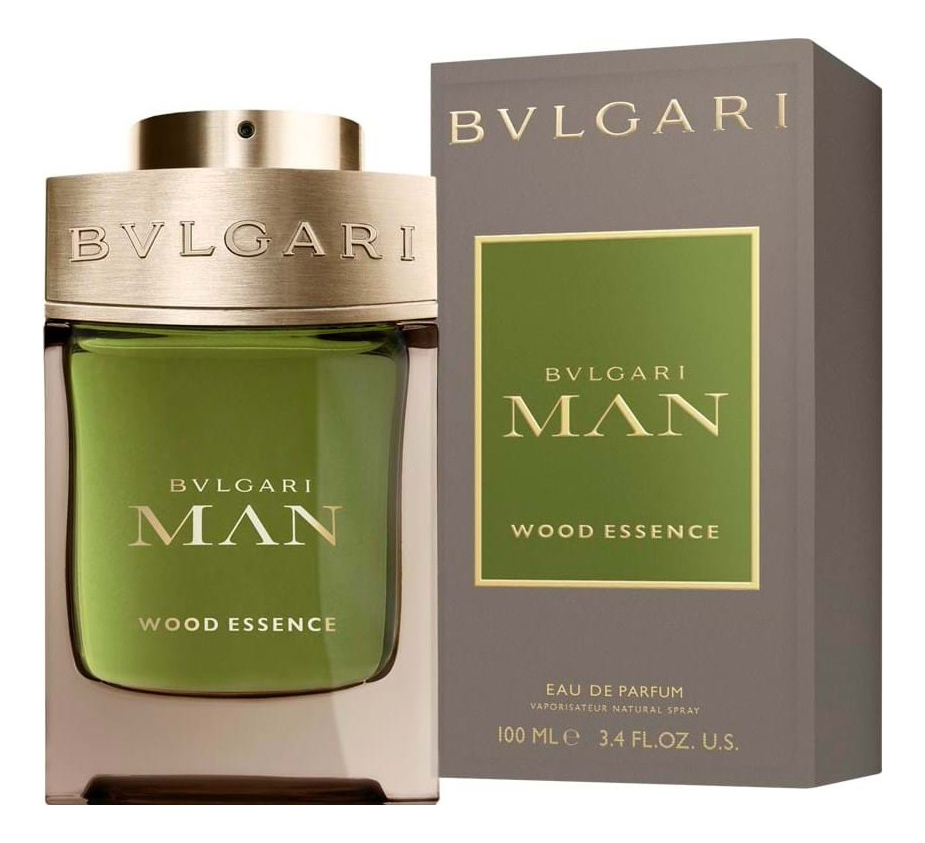 BVLGARI
BVLGARI
MAN
WOOD ESSENCE
BVLGARI
BVLGARI
MAN
WOOD ESSENCE
EAU DE PARFUM
VAPORISATEUR NATURAL SPRAY
100 ML ℮ 3.4 FL.OZ. U.S.